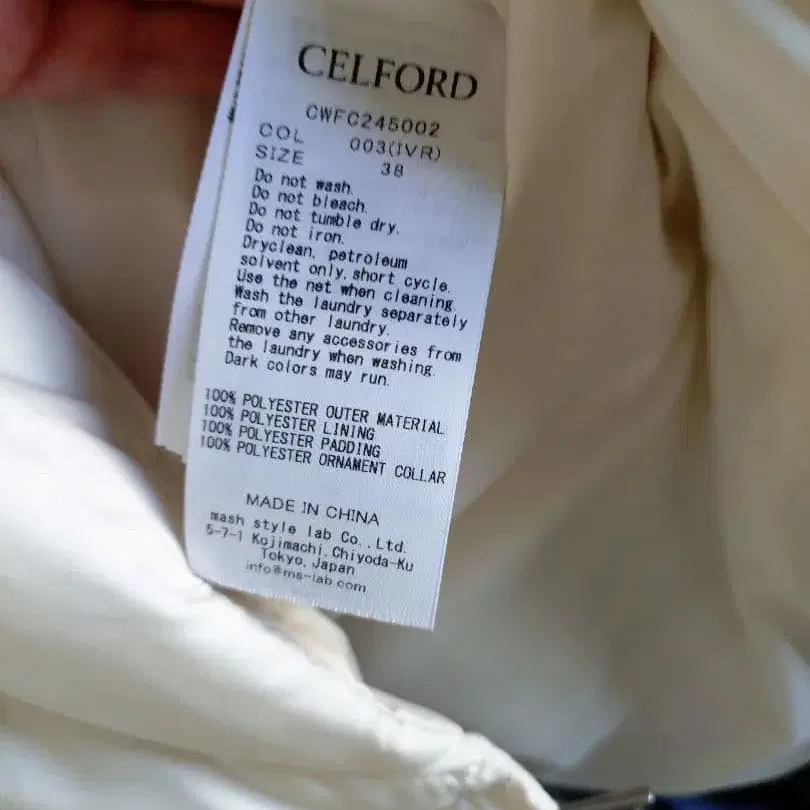 CELFORD
CWFC245002
COL 003(IVR)
SIZE 38
Do not wash.
Do not bleach.
Do not tumble dry.
Do not iron.
Dryclean, petroleum
solvent only, short cycle.
Use the net when cleaning.
Wash the laundry separately
from other laundry.
Remove any accessories from
the laundry when washing.
Dark colors may run.
100% POLYESTER OUTER MATERIAL
100% POLYESTER LINING
100% POLYESTER PADDING
100% POLYESTER ORNAMENT COLLAR
MADE IN CHINA
mash style lab Co., Ltd.
5-7-1 Kojimachi, Chiyoda-Ku
Tokyo, Japan
info@ms-lab.com